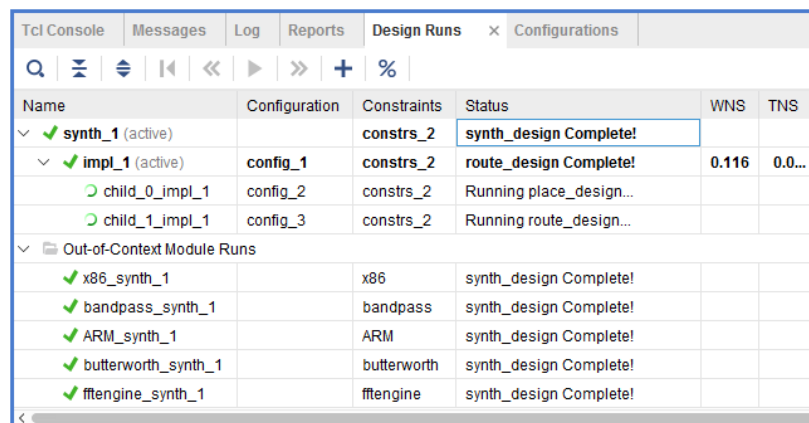 Tcl Console Messages Log Reports Design Runs × Configurations
Name Configuration Constraints Status WNS TNS
synth_1 (active) constrs_2 synth_design Complete!
impl_1 (active) config_1 constrs_2 route_design Complete! 0.116 0.0...
child_0_impl_1 config_2 constrs_2 Running place_design...
child_1_impl_1 config_3 constrs_2 Running route_design...
Out-of-Context Module Runs
x86_synth_1 x86 synth_design Complete!
bandpass_synth_1 bandpass synth_design Complete!
ARM_synth_1 ARM synth_design Complete!
butterworth_synth_1 butterworth synth_design Complete!
fftengine_synth_1 fftengine synth_design Complete!